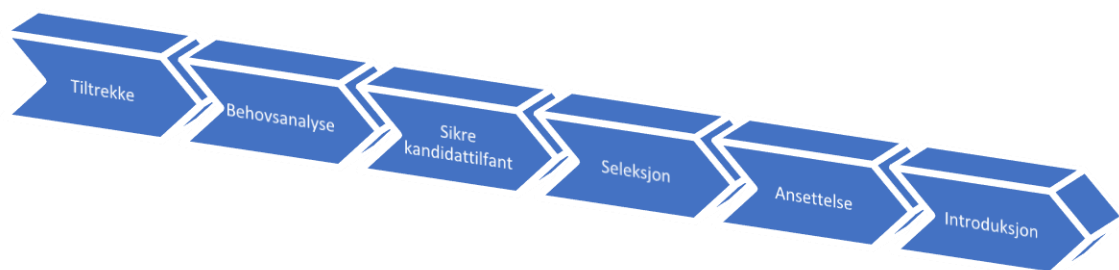 Tiltrekke
Behovsanalyse
Sikre
kandidattilfant
Seleksjon
Ansettelse
Introduksjon